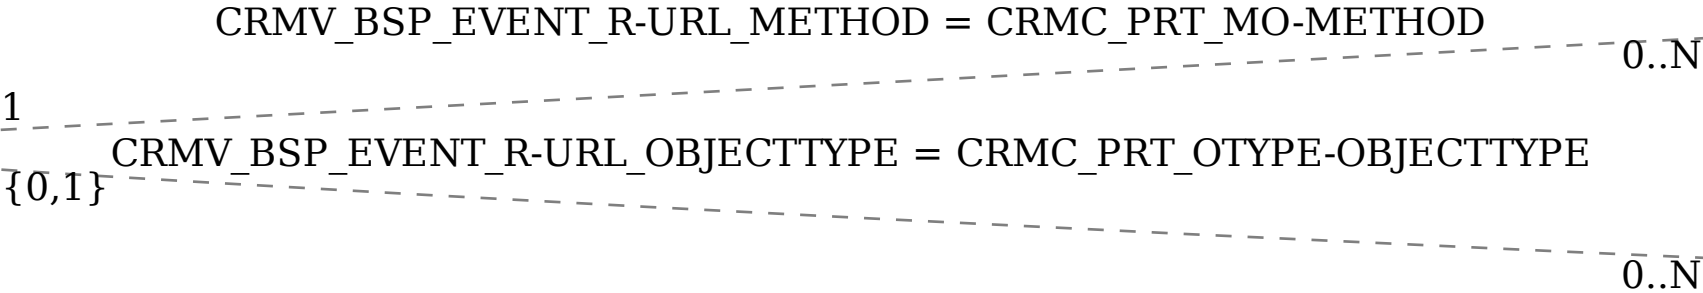 CRMV_BSP_EVENT_R-URL_METHOD = CRMC_PRT_MO-METHOD
0..N
1
CRMV_BSP_EVENT_R-URL_OBJECTTYPE = CRMC_PRT_OTYPE-OBJECTTYPE
{0,1}
0..N